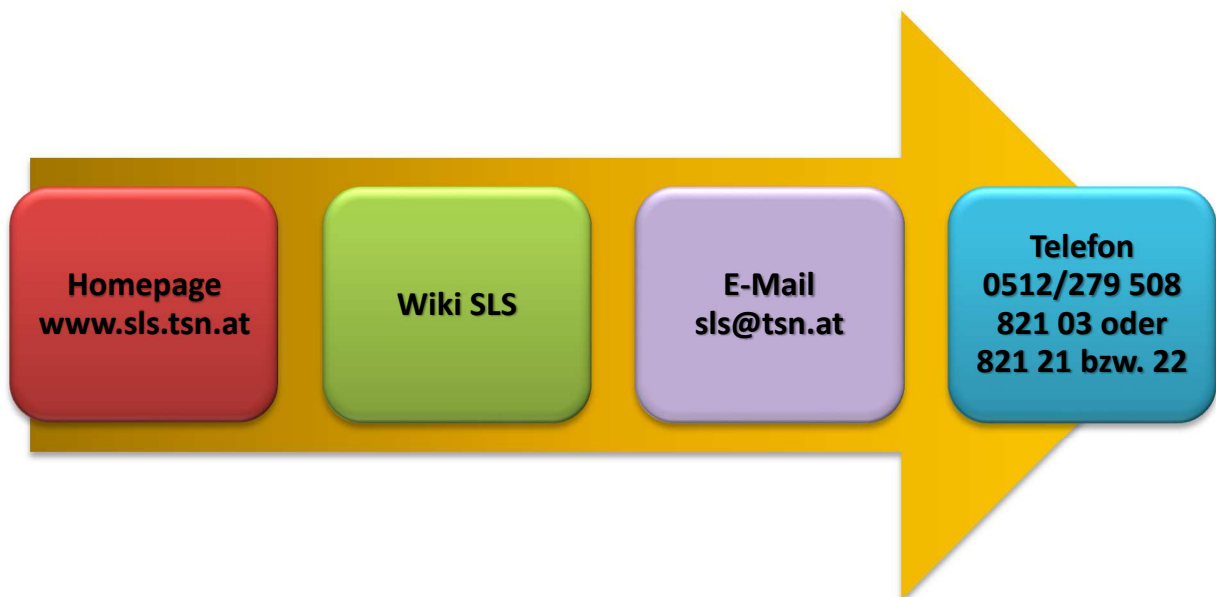 Homepage
www.sls.tsn.at
Wiki SLS
E-Mail
sls@tsn.at
Telefon
0512/279 508
821 03 oder
821 21 bzw. 22